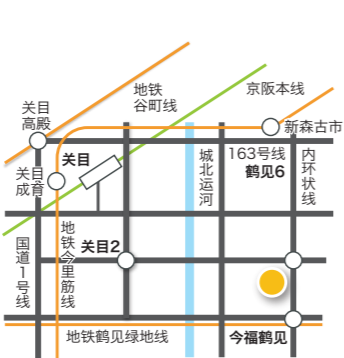 地铁
谷町线
京阪本线
关目
高殿
新森古市
关目
163号线
鹤见6
城北运河
内环状线
关目
成育
地铁今里筋线
关目2
国道1号线
地铁鹤见绿地线
今福鹤见